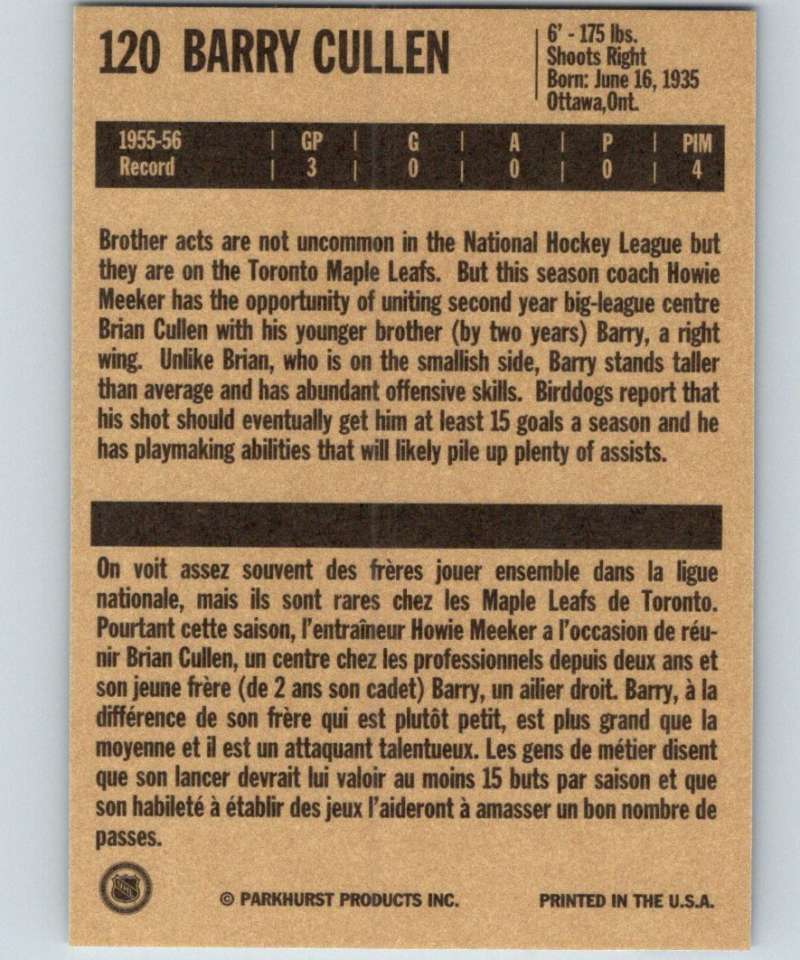 120 BARRY CULLEN
6' - 175 lbs.
Shoots Right
Born: June 16, 1935
Ottawa,Ont.
1955-56 | GP | G | A | P | PIM
Record | 3 | 0 | 0 | 0 | 4
Brother acts are not uncommon in the National Hockey League but
they are on the Toronto Maple Leafs. But this season coach Howie
Meeker has the opportunity of uniting second year big-league centre
Brian Cullen with his younger brother (by two years) Barry, a right
wing. Unlike Brian, who is on the smallish side, Barry stands taller
than average and has abundant offensive skills. Birddogs report that
his shot should eventually get him at least 15 goals a season and he
has playmaking abilities that will likely pile up plenty of assists.
On voit assez souvent des frères jouer ensemble dans la ligue
nationale, mais ils sont rares chez les Maple Leafs de Toronto.
Pourtant cette saison, l'entraîneur Howie Meeker a l'occasion de réu-
nir Brian Cullen, un centre chez les professionnels depuis deux ans et
son jeune frère (de 2 ans son cadet) Barry, un ailier droit. Barry, à la
différence de son frère qui est plutôt petit, est plus grand que la
moyenne et il est un attaquant talentueux. Les gens de métier disent
que son lancer devrait lui valoir au moins 15 buts par saison et que
son habileté à établir des jeux l'aideront à amasser un bon nombre de
passes.
© PARKHURST PRODUCTS INC. PRINTED IN THE U.S.A.